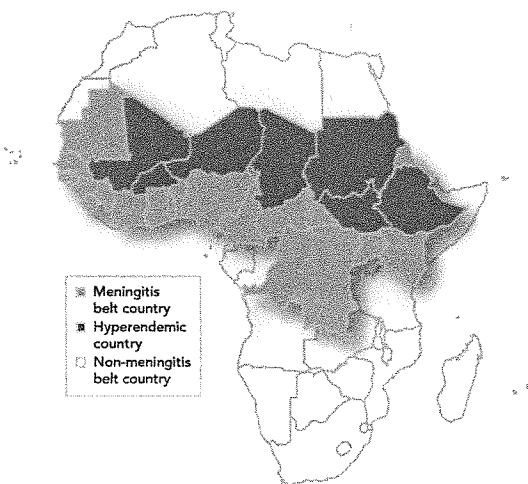 Meningitis
belt country
Hyperendemic
country
Non-meningitis
belt country